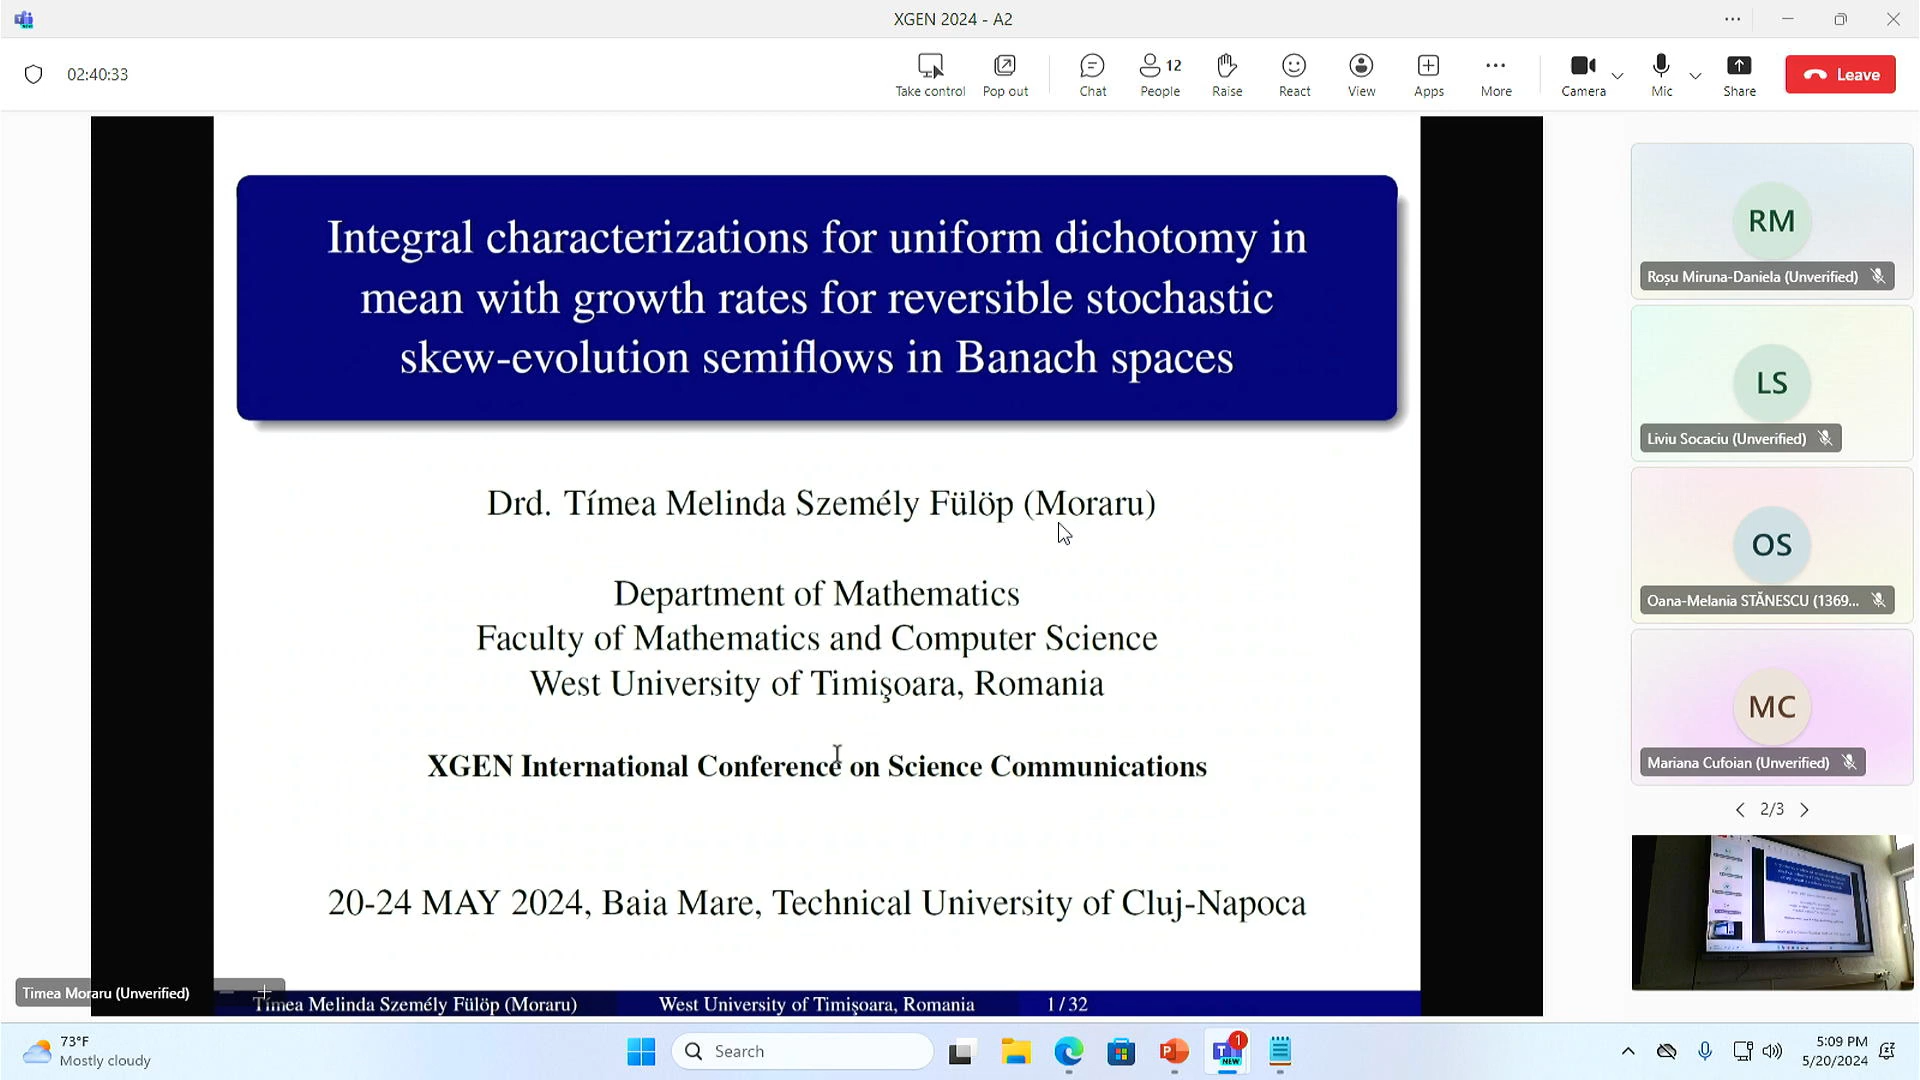 XGEN 2024 - A2
02:40:33
Take control
Pop out
Chat
12
People
Raise
React
View
Apps
More
Camera
Mic
Share
Leave
Integral characterizations for uniform dichotomy in
mean with growth rates for reversible stochastic
skew-evolution semiflows in Banach spaces
Drd. Tímea Melinda Személy Fülöp (Moraru)
Department of Mathematics
Faculty of Mathematics and Computer Science
West University of Timişoara, Romania
XGEN International Conference on Science Communications
20-24 MAY 2024, Baia Mare, Technical University of Cluj-Napoca
Timea Moraru (Unverified)
Tímea Melinda Személy Fülöp (Moraru) West University of Timişoara, Romania 1 / 32
RM
Roșu Miruna-Daniela (Unverified)
LS
Liviu Socaciu (Unverified)
OS
Oana-Melania STĂNESCU (1369...
MC
Mariana Cufoian (Unverified)
2/3
73°F
Mostly cloudy
Search
P
1
NEW
5:09 PM
5/20/2024